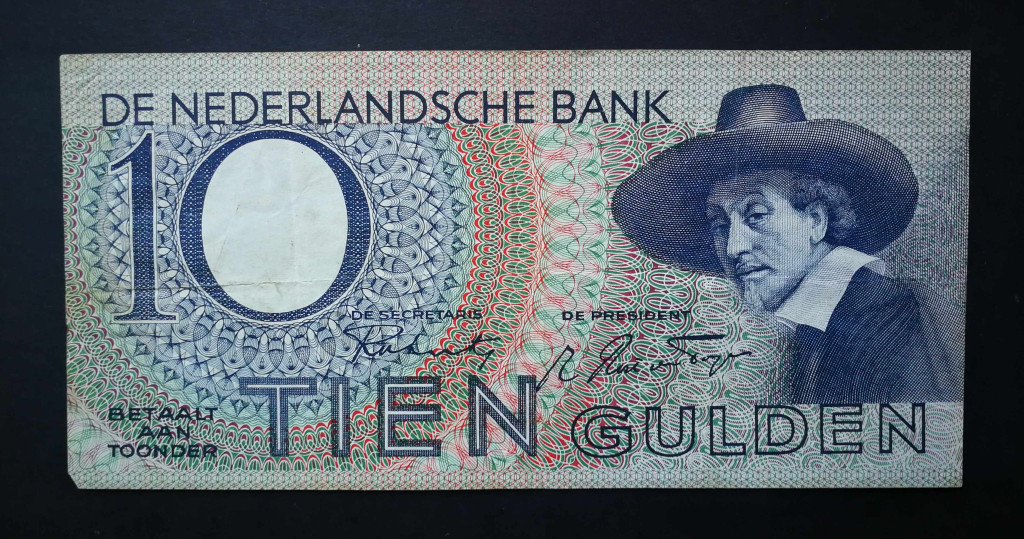 DE NEDERLANDSCHE BANK
10
DE SECRETARIS
DE PRESIDENT
BETAALT
AAN
TOONDER
TIEN GULDEN